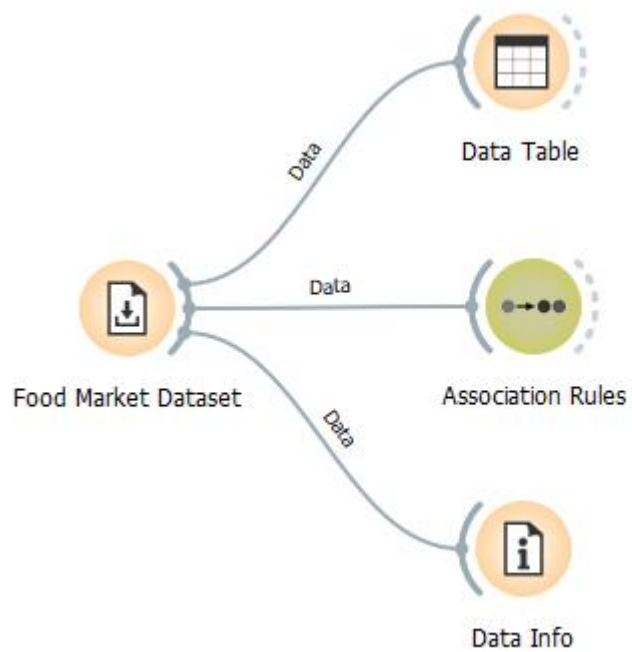 Data Table
Data
Data
Food Market Dataset
Association Rules
Data
Data Info